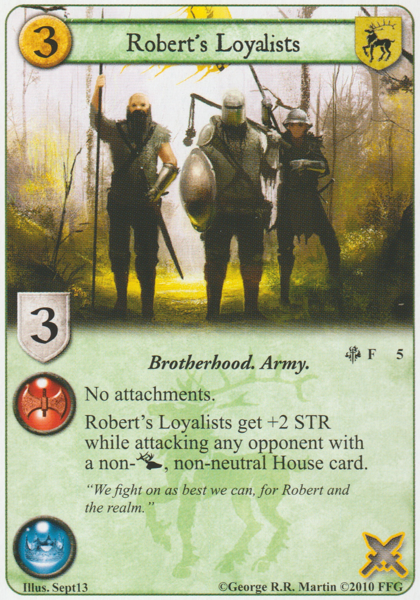 3
Robert's Loyalists
3
F 5
Brotherhood. Army.
No attachments.
Robert's Loyalists get +2 STR
while attacking any opponent with
a non- , non-neutral House card.
"We fight on as best we can, for Robert and
the realm."
Illus. Sept13
©George R.R. Martin ©2010 FFG